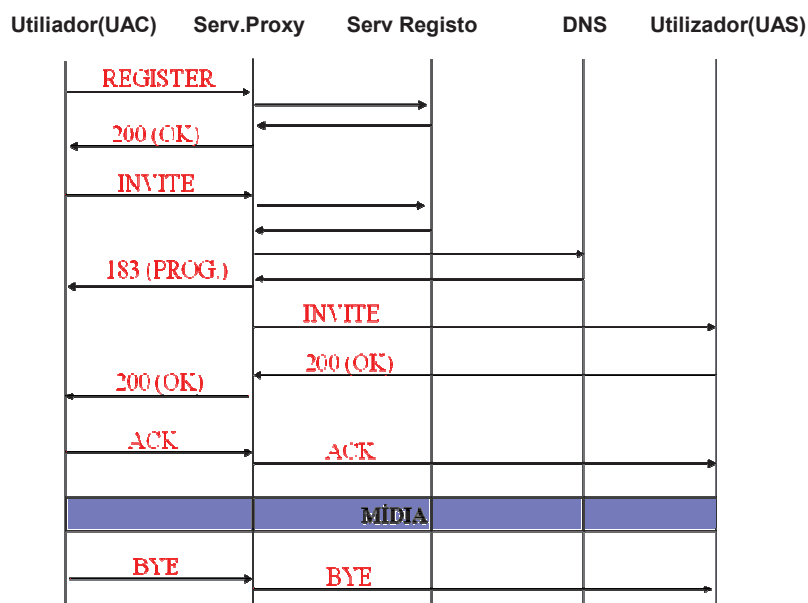 Utiliador(UAC) Serv.Proxy Serv Registo DNS Utilizador(UAS)
REGISTER
200 (OK)
INVITE
183 (PROG.)
INVITE
200 (OK)
200 (OK)
ACK
ACK
MÍDIA
BYE
BYE